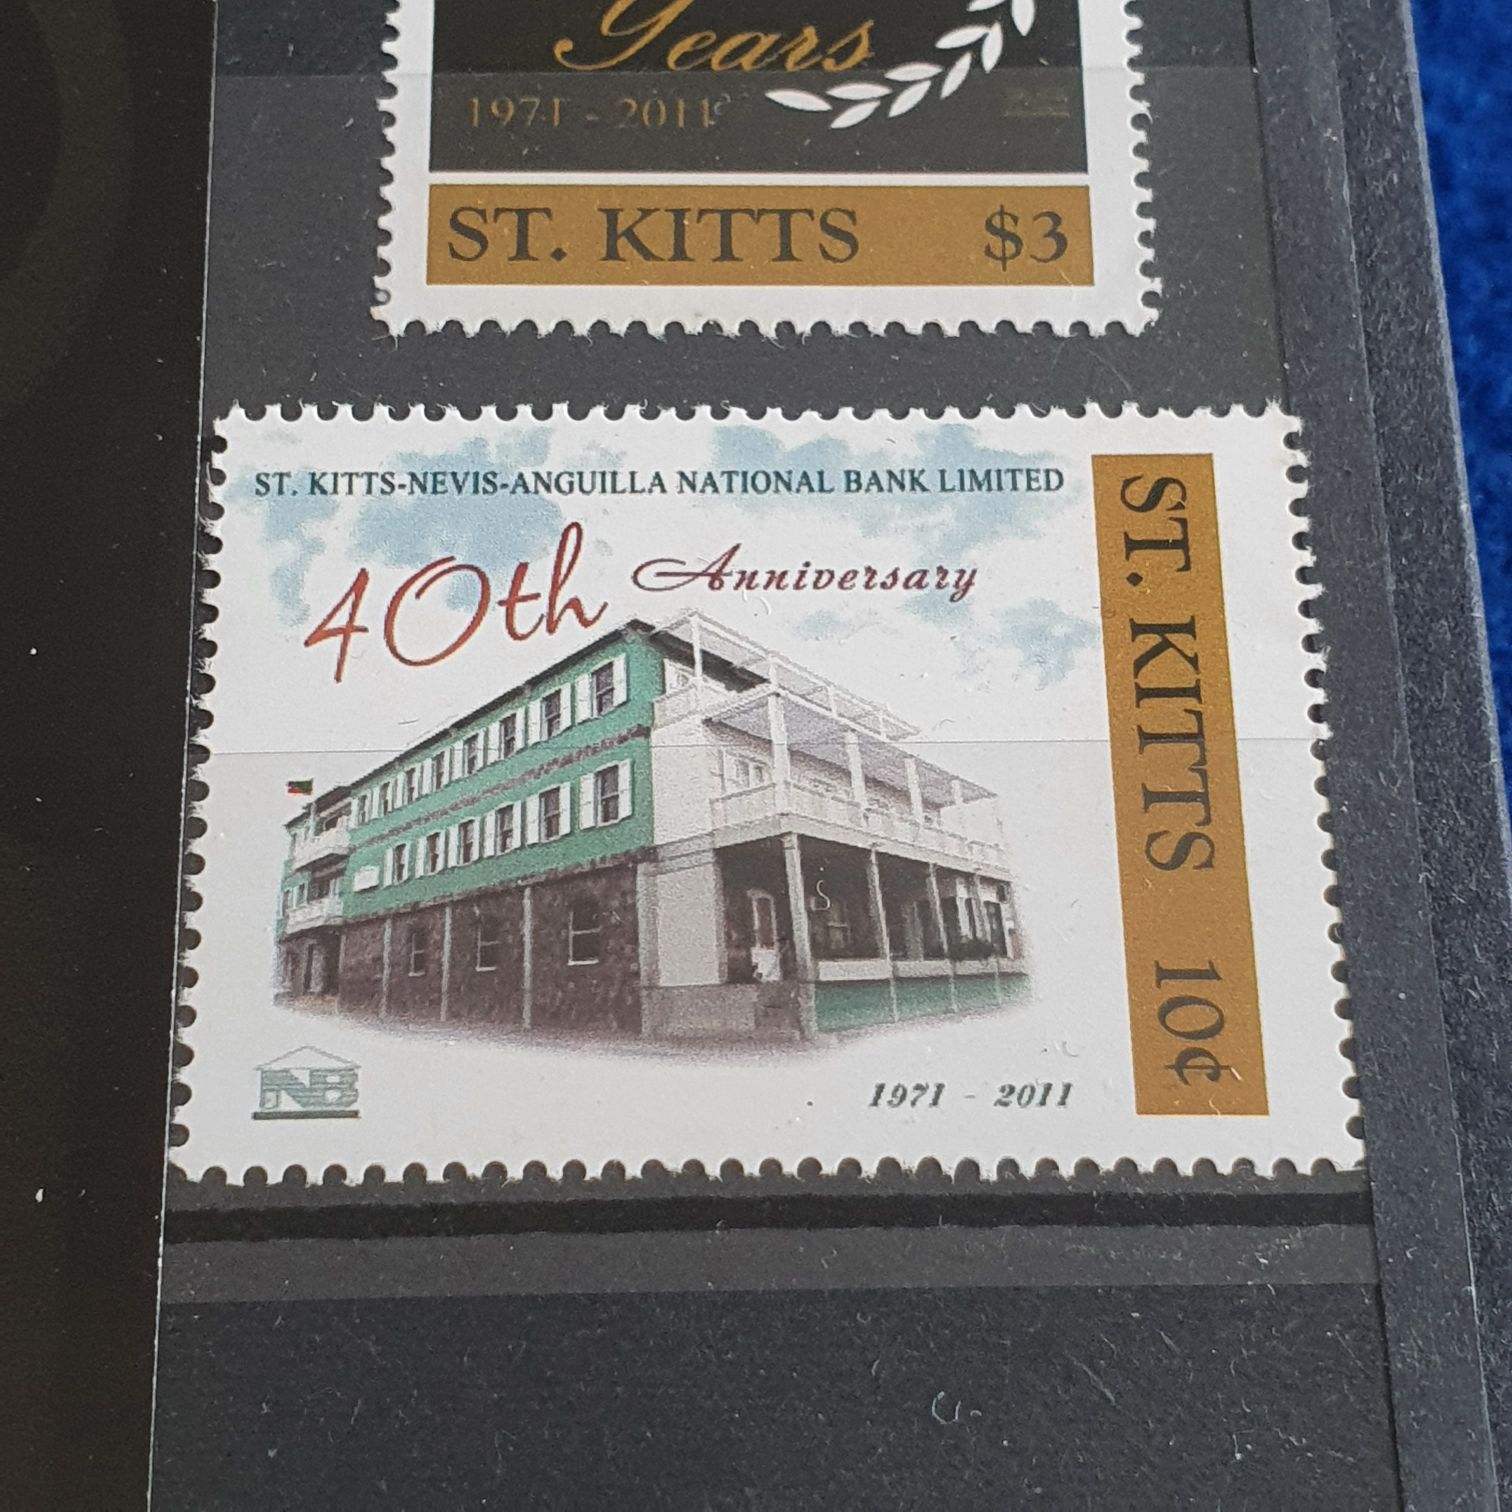 Years
1971 - 2011
ST. KITTS $3
ST. KITTS-NEVIS-ANGUILLA NATIONAL BANK LIMITED
40th Anniversary
ST. KITTS 10¢
NB
1971 - 2011